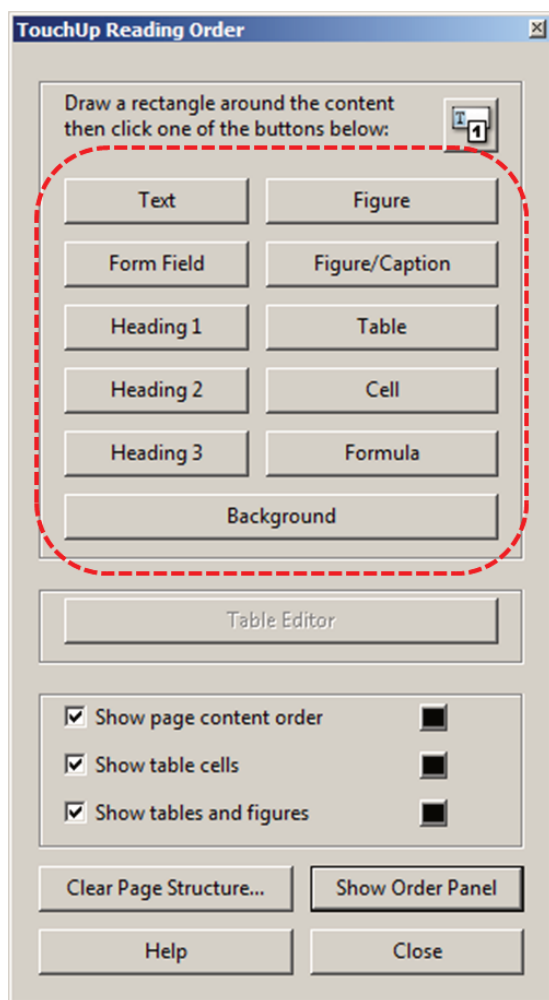 TouchUp Reading Order
Draw a rectangle around the content
then click one of the buttons below:
T
1
Text
Figure
Form Field
Figure/Caption
Heading 1
Table
Heading 2
Cell
Heading 3
Formula
Background
Table Editor
Show page content order
Show table cells
Show tables and figures
Clear Page Structure...
Show Order Panel
Help
Close